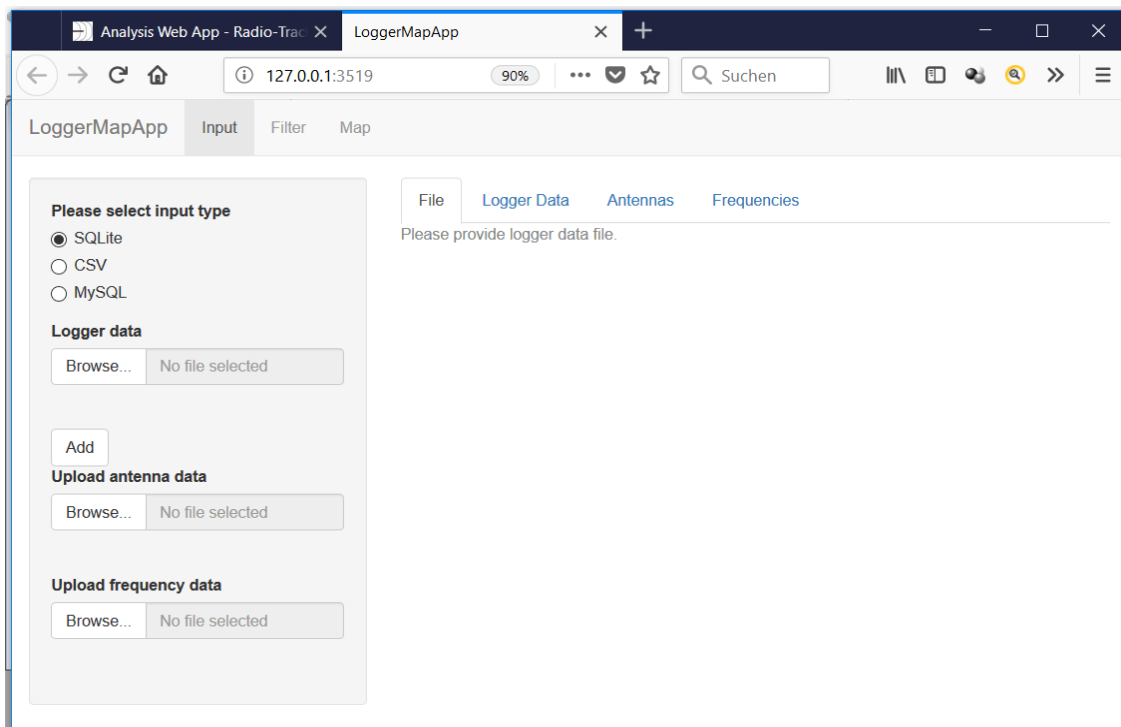 Analysis Web App - Radio-Trac
LoggerMapApp
127.0.0.1:3519
90%
Suchen
LoggerMapApp Input Filter Map
Please select input type
SQLite
CSV
MySQL
Logger data
Browse... No file selected
Add
Upload antenna data
Browse... No file selected
Upload frequency data
Browse... No file selected
File Logger Data Antennas Frequencies
Please provide logger data file.